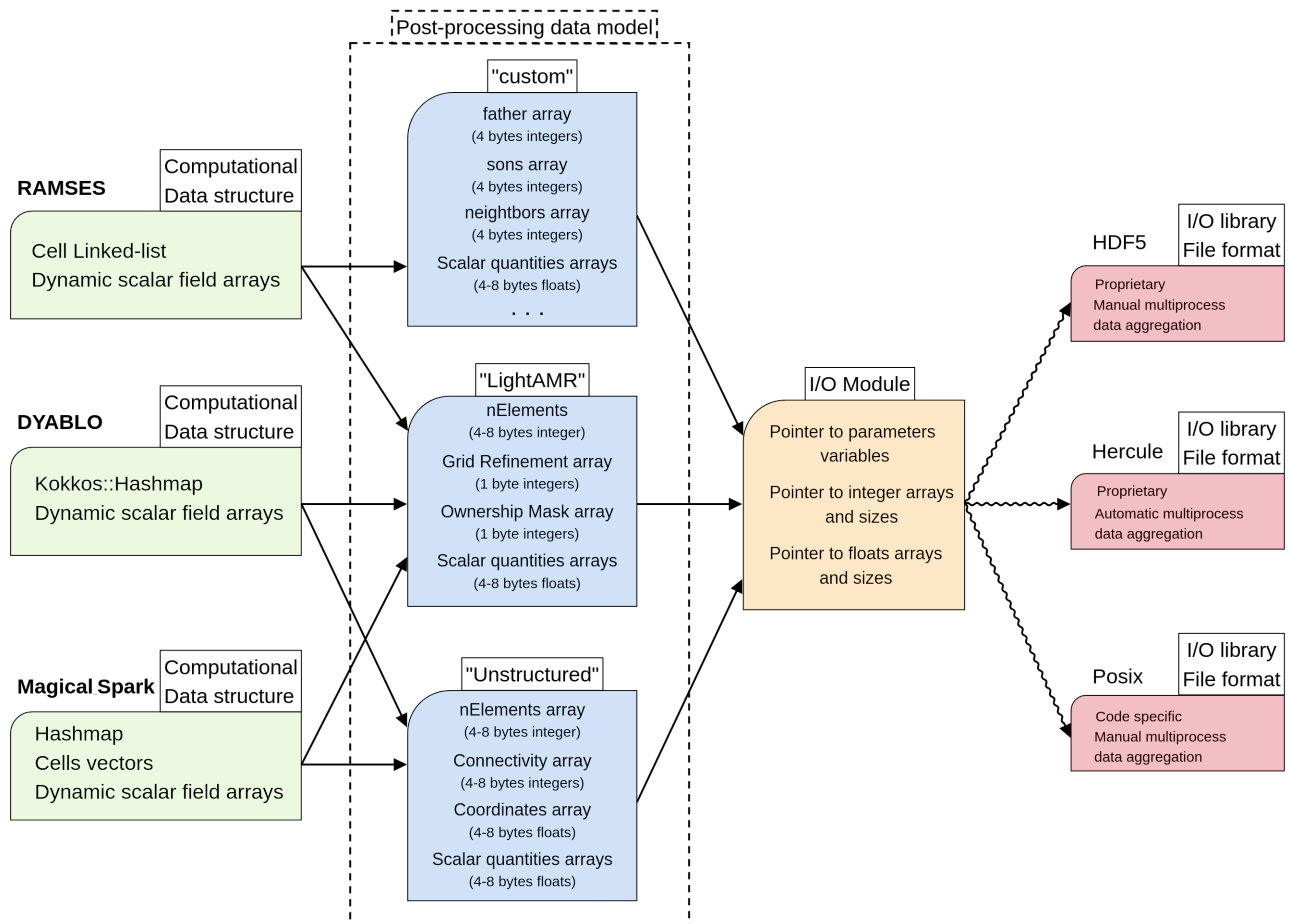 Post-processing data model
RAMSES
Computational
Data structure
Cell Linked-list
Dynamic scalar field arrays
DYABLO
Computational
Data structure
Kokkos::Hashmap
Dynamic scalar field arrays
Magical_Spark
Computational
Data structure
Hashmap
Cells vectors
Dynamic scalar field arrays
"custom"
father array
(4 bytes integers)
sons array
(4 bytes integers)
neightbors array
(4 bytes integers)
Scalar quantities arrays
(4-8 bytes floats)
. . .
"LightAMR"
nElements
(4-8 bytes integer)
Grid Refinement array
(1 byte integers)
Ownership Mask array
(1 byte integers)
Scalar quantities arrays
(4-8 bytes floats)
"Unstructured"
nElements array
(4-8 bytes integer)
Connectivity array
(4-8 bytes integers)
Coordinates array
(4-8 bytes floats)
Scalar quantities arrays
(4-8 bytes floats)
I/O Module
Pointer to parameters
variables
Pointer to integer arrays
and sizes
Pointer to floats arrays
and sizes
HDF5
I/O library
File format
Proprietary
Manual multiprocess
data aggregation
Hercule
I/O library
File format
Proprietary
Automatic multiprocess
data aggregation
Posix
I/O library
File format
Code specific
Manual multiprocess
data aggregation